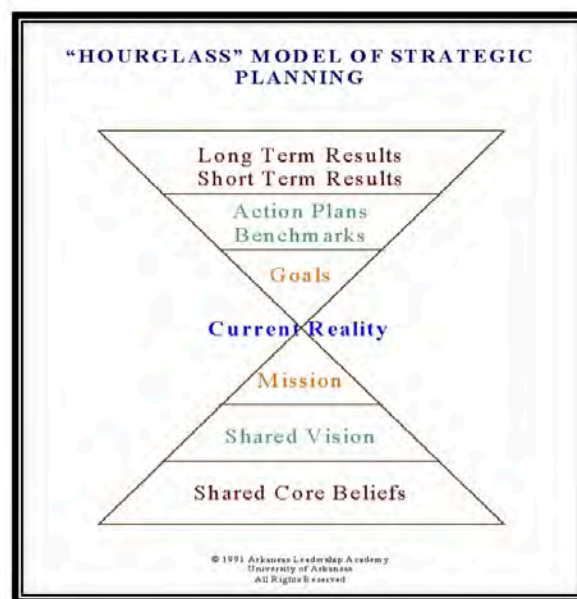 “HOURGLASS” MODEL OF STRATEGIC
PLANNING
Long Term Results
Short Term Results
Action Plans
Benchmarks
Goals
Current Reality
Mission
Shared Vision
Shared Core Beliefs
© 1991 Arkansas Leadership Academy
University of Arkansas
All Rights Reserved